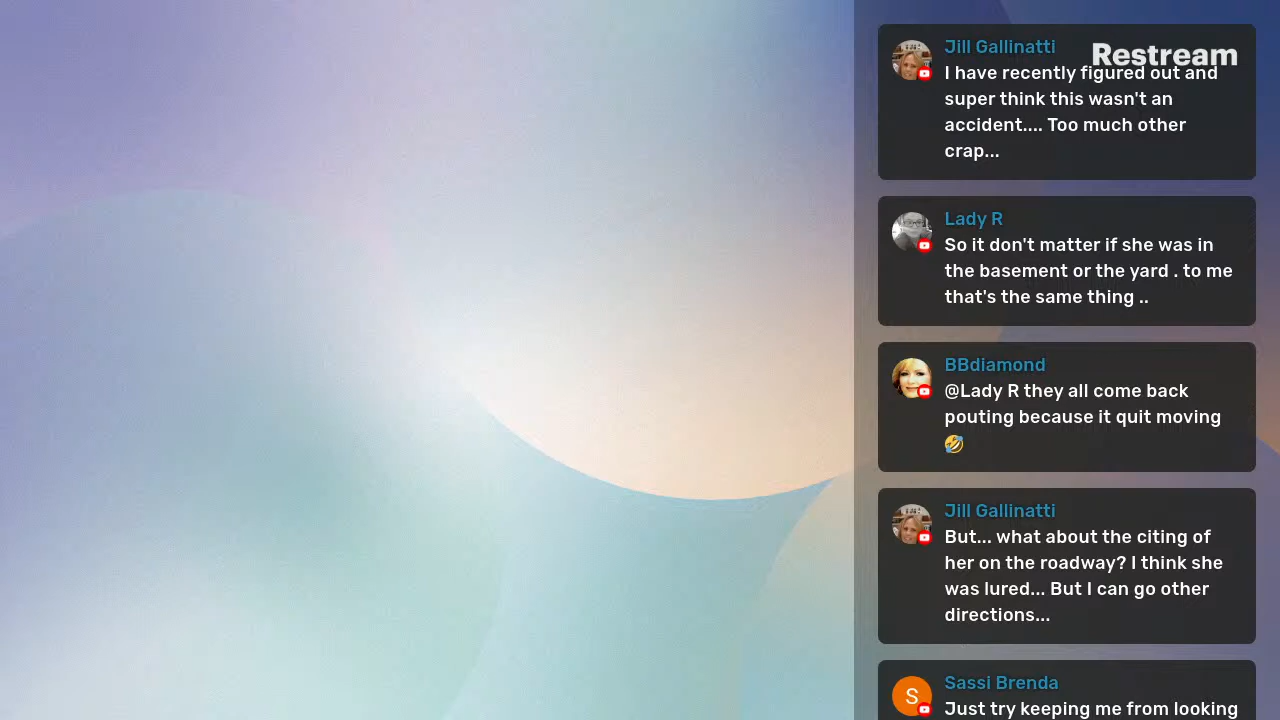 Jill Gallinatti
Restream
I have recently figured out and
super think this wasn't an
accident.... Too much other
crap...
Lady R
So it don't matter if she was in
the basement or the yard . to me
that's the same thing ..
BBdiamond
@Lady R they all come back
pouting because it quit moving
🤣
Jill Gallinatti
But... what about the citing of
her on the roadway? I think she
was lured... But I can go other
directions...
S
Sassi Brenda
Just try keeping me from looking